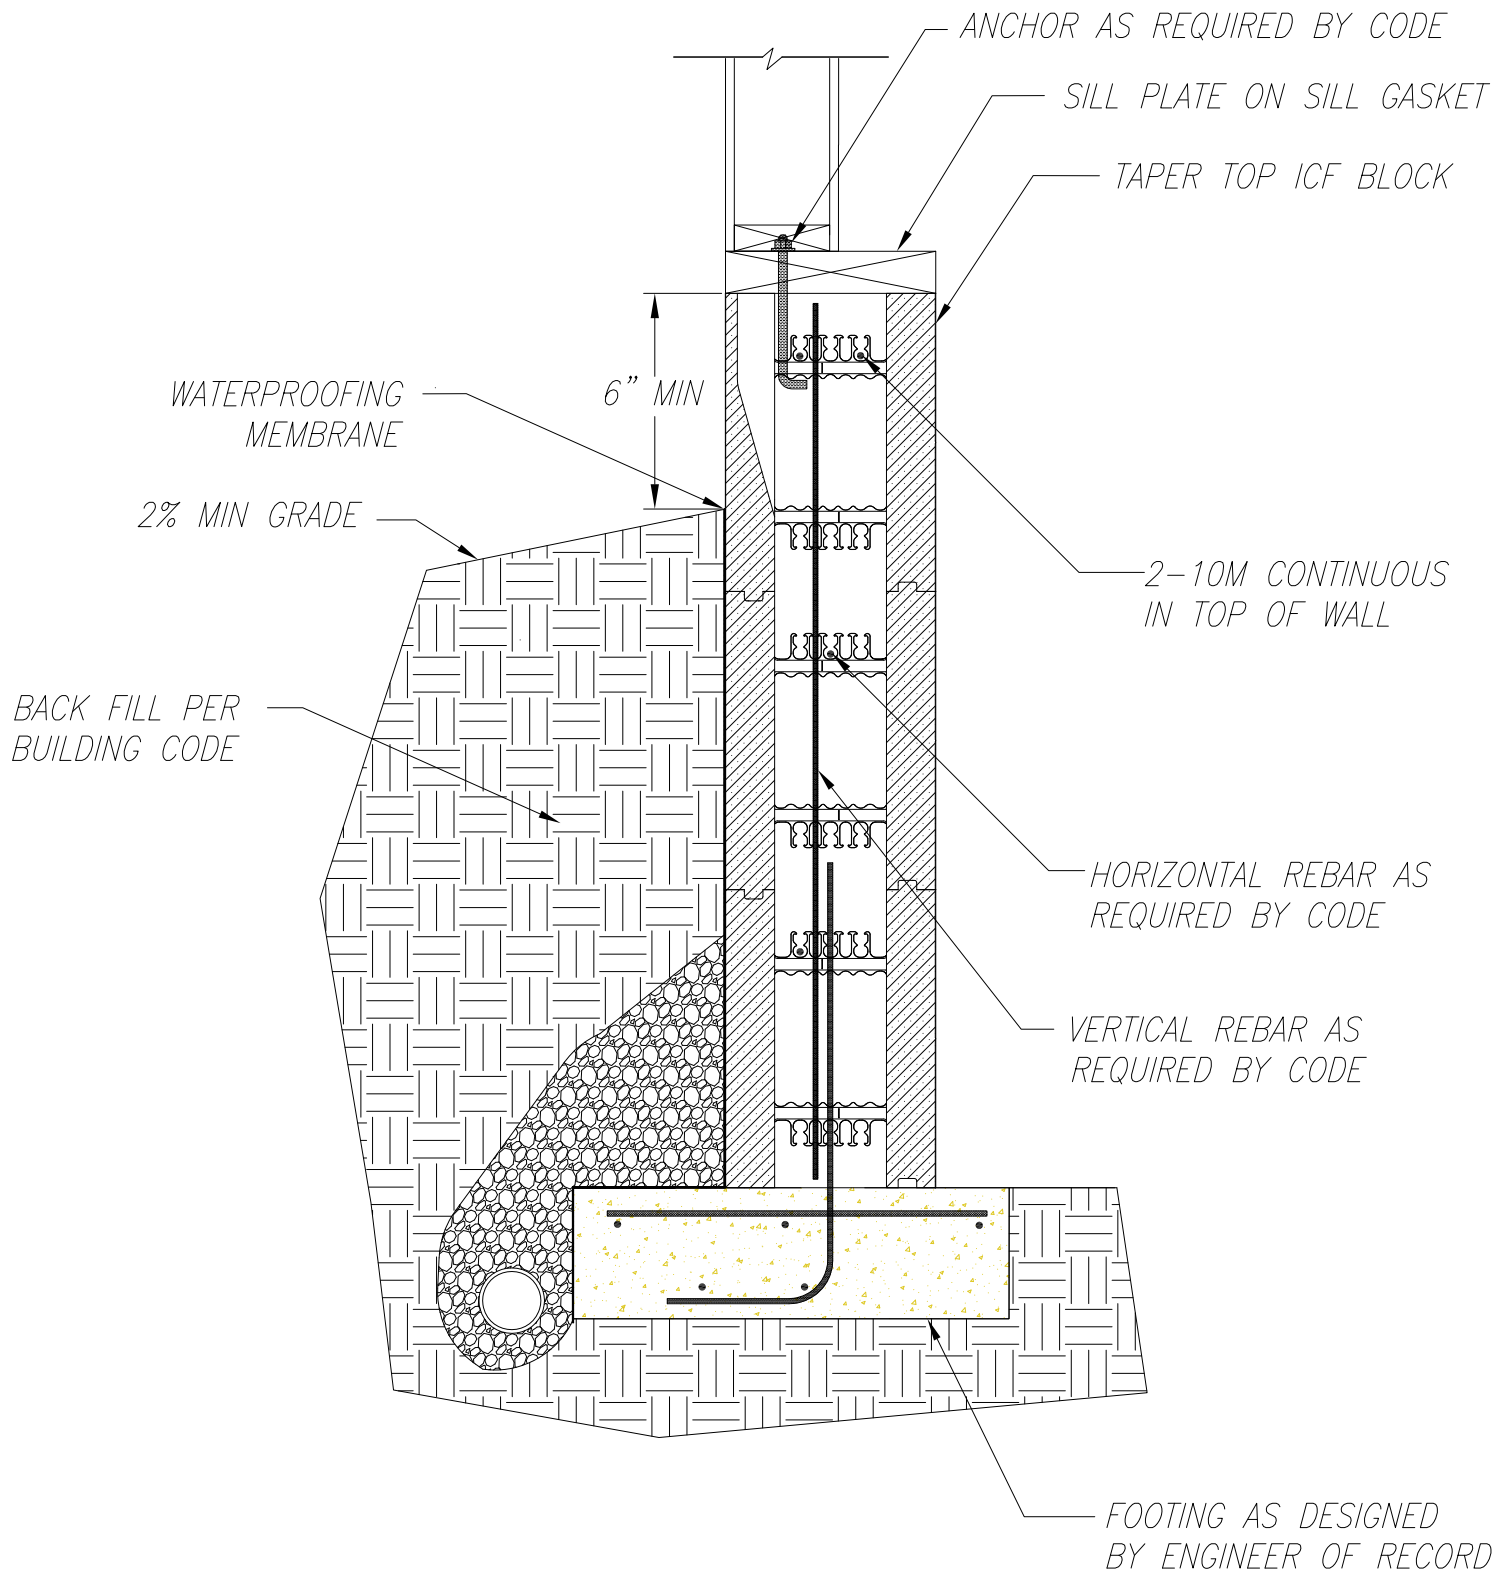 ANCHOR AS REQUIRED BY CODE
SILL PLATE ON SILL GASKET
TAPER TOP ICF BLOCK
6” MIN
WATERPROOFING
MEMBRANE
2% MIN GRADE
2-10M CONTINUOUS
IN TOP OF WALL
BACK FILL PER
BUILDING CODE
HORIZONTAL REBAR AS
REQUIRED BY CODE
VERTICAL REBAR AS
REQUIRED BY CODE
FOOTING AS DESIGNED
BY ENGINEER OF RECORD